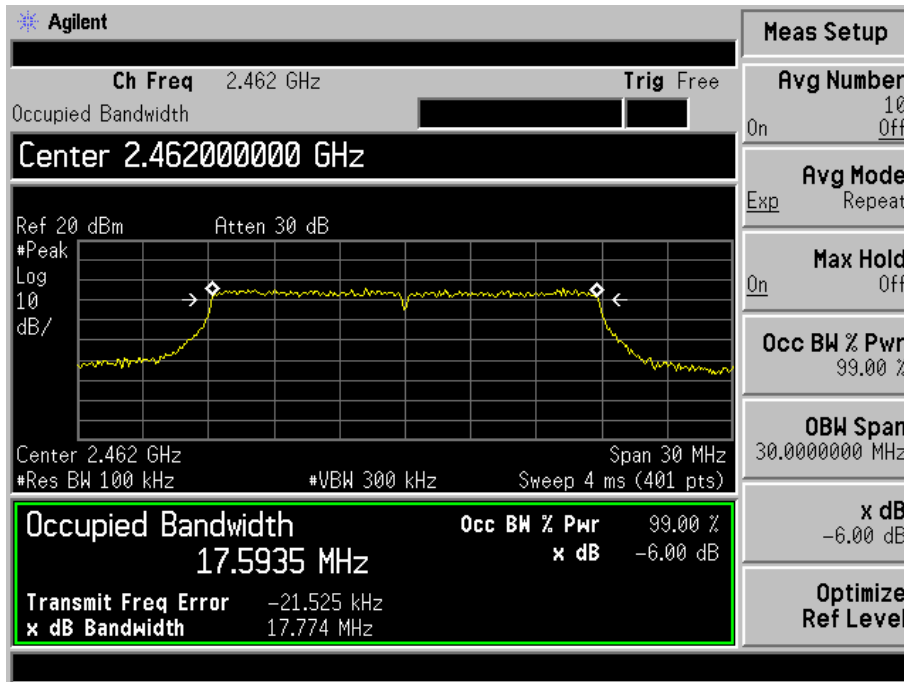 Agilent
Ch Freq 2.462 GHz Trig Free
Occupied Bandwidth
Center 2.462000000 GHz
Ref 20 dBm Atten 30 dB
#Peak
Log
10
dB/
Center 2.462 GHz Span 30 MHz
#Res BW 100 kHz #VBW 300 kHz Sweep 4 ms (401 pts)
Occupied Bandwidth Occ BW % Pwr 99.00 %
17.5935 MHz x dB -6.00 dB
Transmit Freq Error -21.525 kHz
x dB Bandwidth 17.774 MHz
Meas Setup
Avg Number
10
On Off
Avg Mode
Exp Repeat
Max Hold
On Off
Occ BW % Pwr
99.00 %
OBW Span
30.0000000 MHz
x dB
-6.00 dB
Optimize
Ref Level